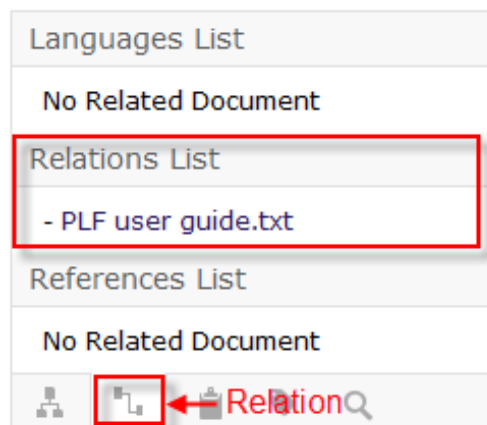 Languages List
No Related Document
Relations List
- PLF user guide.txt
References List
No Related Document
Relation